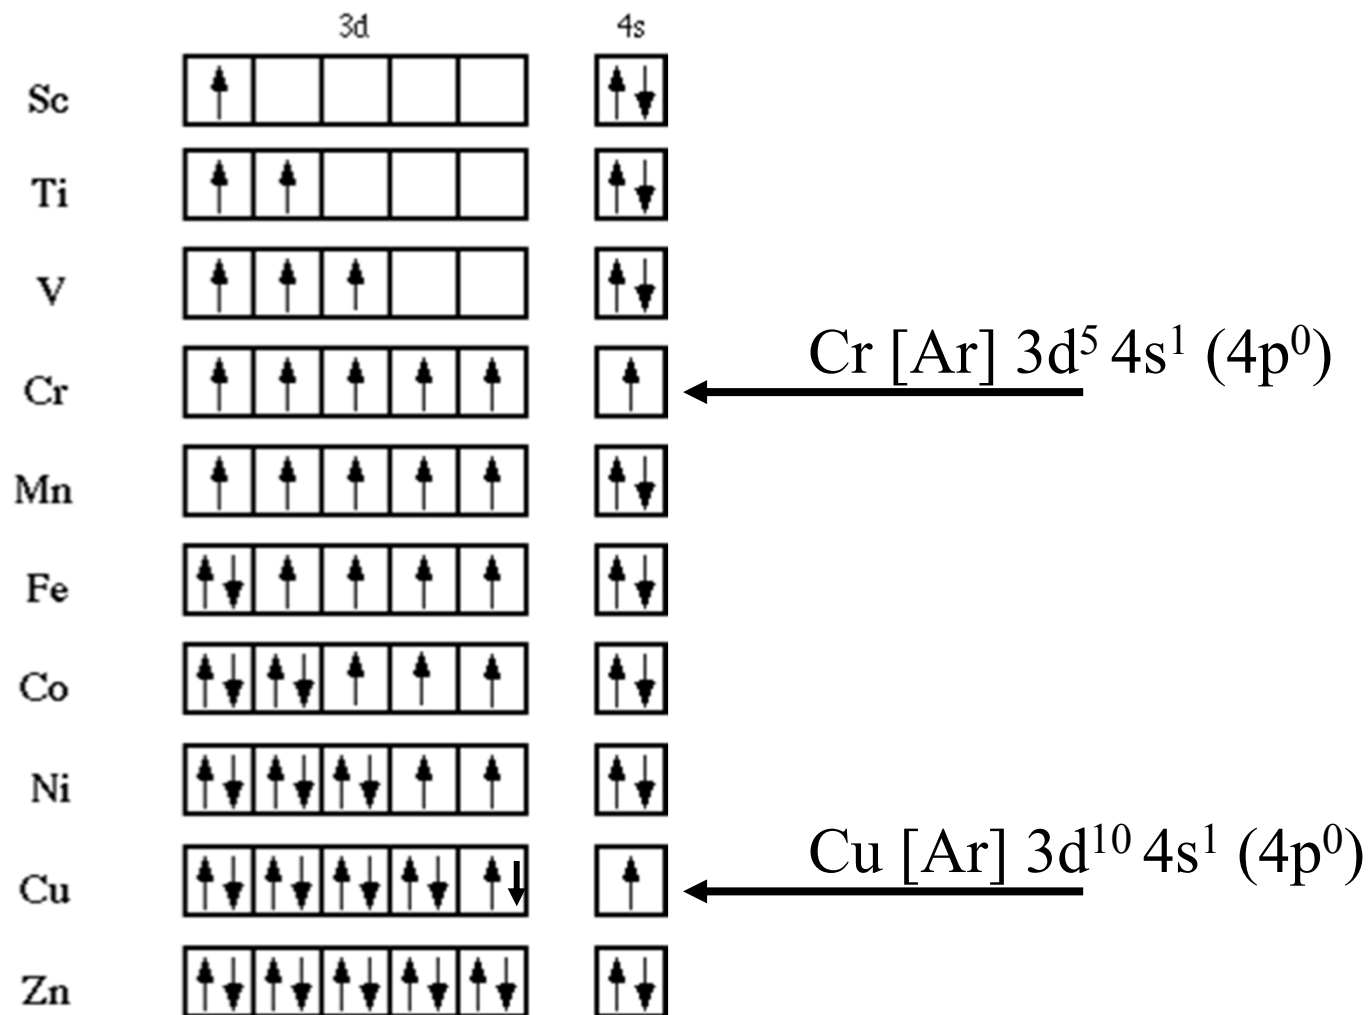 3d 4s
Sc
Ti
V
Cr [Ar] 3d⁵ 4s¹ (4p⁰)
Cr
Mn
Fe
Co
Ni
Cu [Ar] 3d¹⁰ 4s¹ (4p⁰)
Cu
Zn